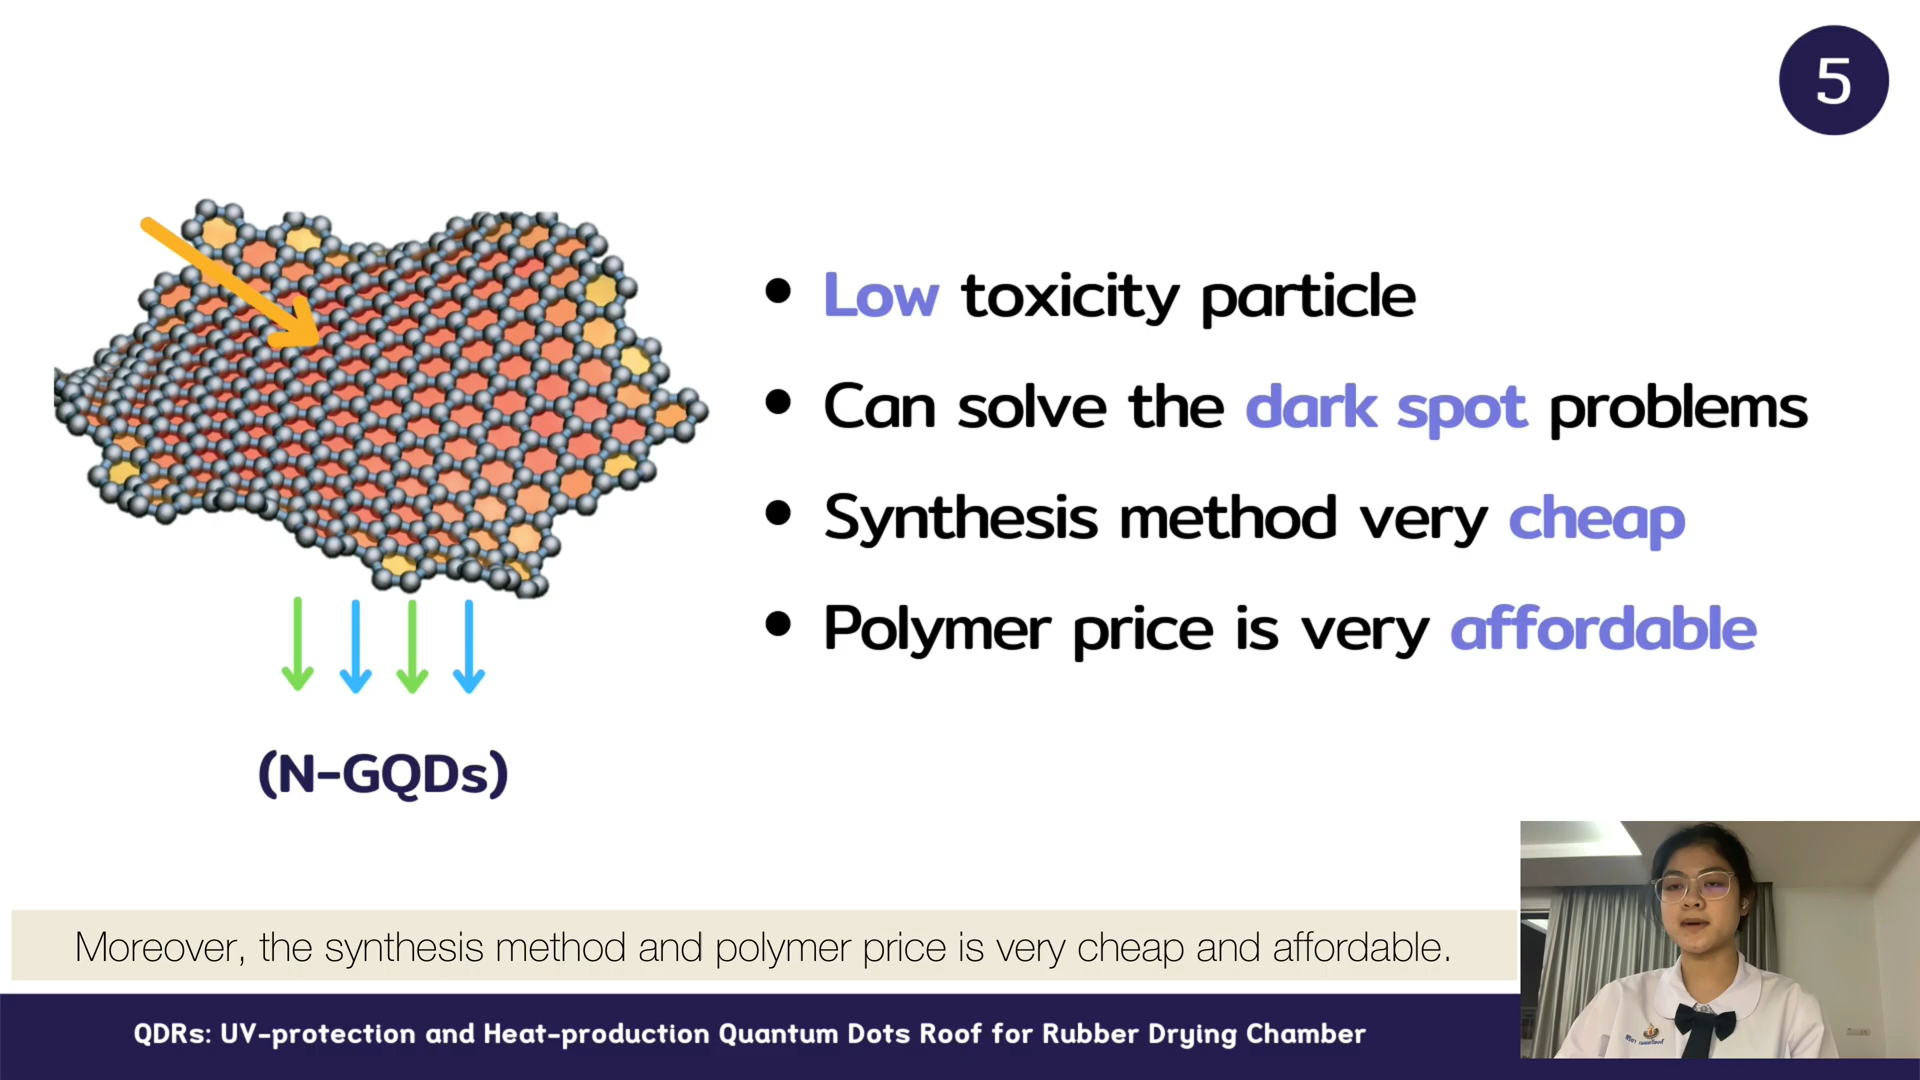 5
• Low toxicity particle
• Can solve the dark spot problems
• Synthesis method very cheap
• Polymer price is very affordable
(N-GQDs)
Moreover, the synthesis method and polymer price is very cheap and affordable.
QDRs: UV-protection and Heat-production Quantum Dots Roof for Rubber Drying Chamber